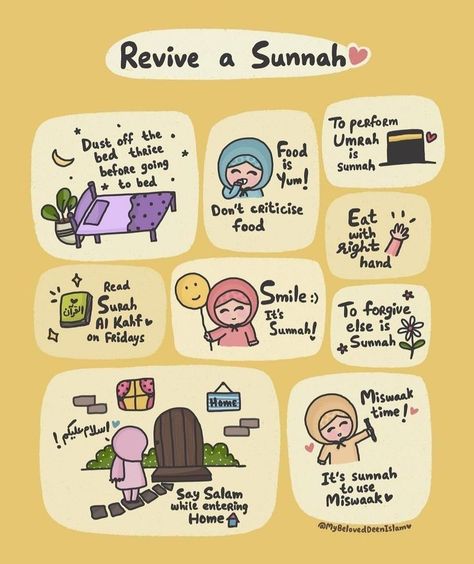 Revive a Sunnah
Dust off the
bed thrice
before going
to bed
Food
is
Yum!
Don't criticise
food
To perform
Umrah
is
sunnah
Eat
with
right
hand
القرآن
Read
Surah
Al Kahf
on Fridays
Smile :)
It's
Sunnah!
To forgive
else is
Sunnah
اسلام عليكم!
Home
Say Salam
while entering
Home
Miswaak
time!
It's sunnah
to use
Miswaak
@MyBelovedDeenIslam